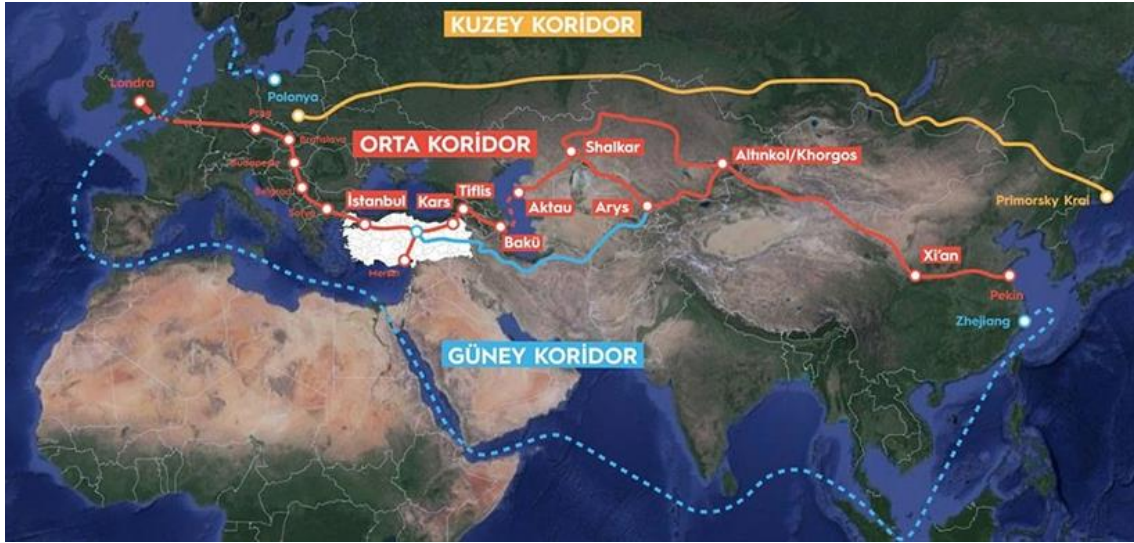 KUZEY KORİDOR
Londra
Polonya
Prag
Bratislava
ORTA KORİDOR
Budapeşte
Belgrad
Sofya
İstanbul
Kars
Tiflis
Shalkar
Aktau
Arys
Bakü
Altınkol/Khorgos
Primorsky Krai
Mersin
Xi'an
Pekin
Zhejiang
GÜNEY KORİDOR